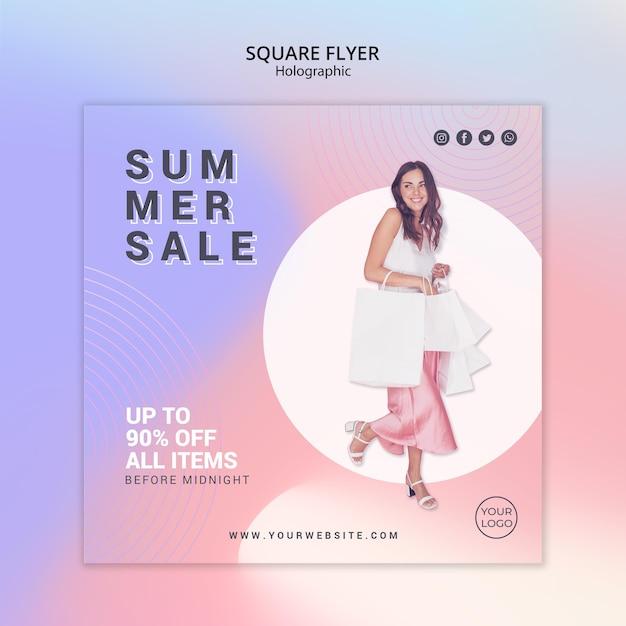 SQUARE FLYER
Holographic
SUM
MER
SALE
UP TO
90% OFF
ALL ITEMS
BEFORE MIDNIGHT
YOUR
LOGO
WWW.YOURWEBSITE.COM